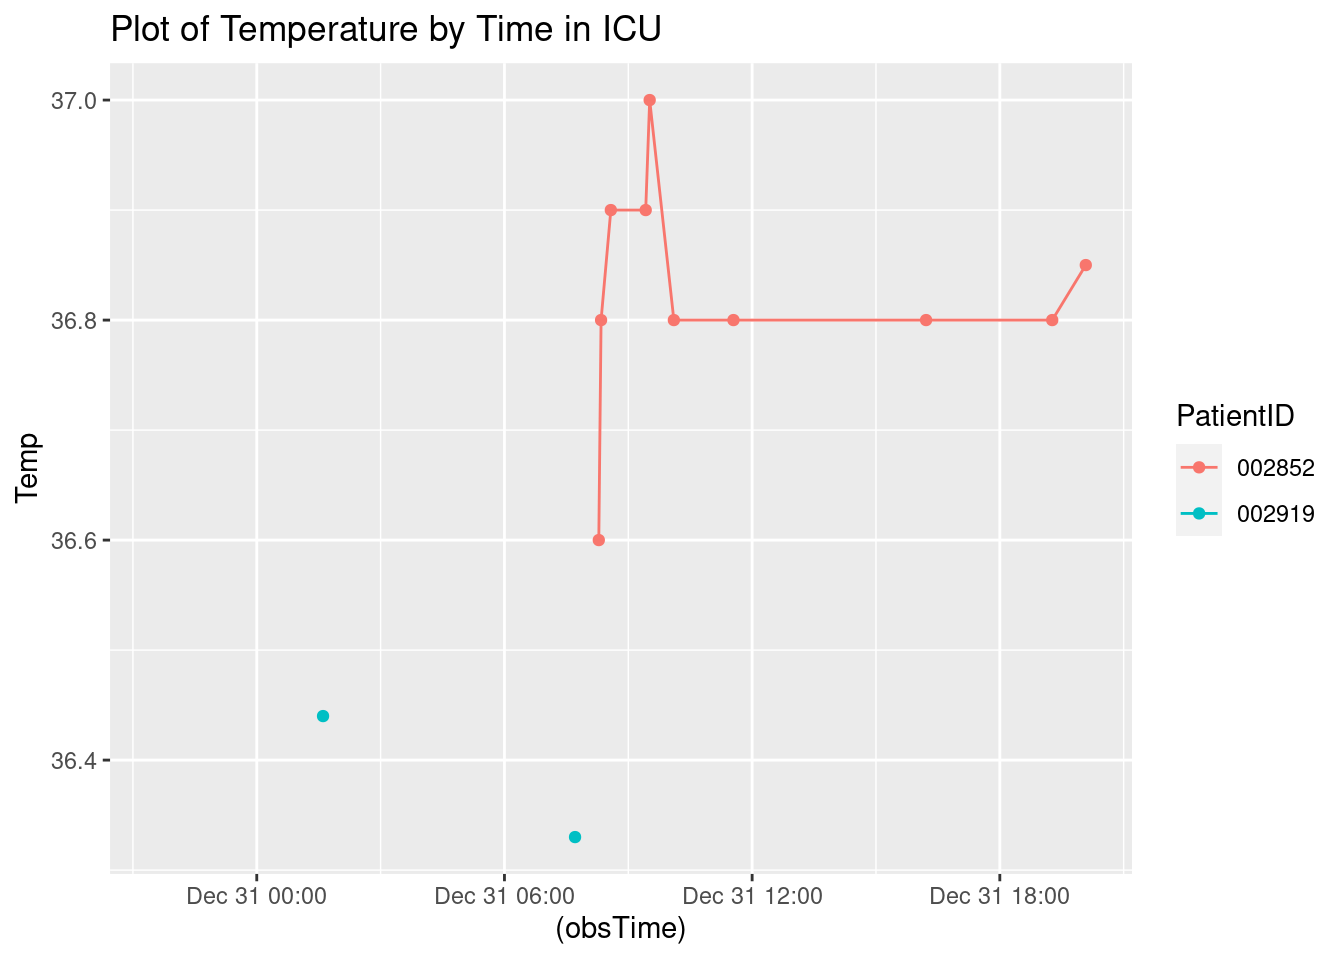 Plot of Temperature by Time in ICU
37.0
36.8
36.6
36.4
Temp
Dec 31 00:00 Dec 31 06:00 Dec 31 12:00 Dec 31 18:00
(obsTime)
PatientID
002852
002919